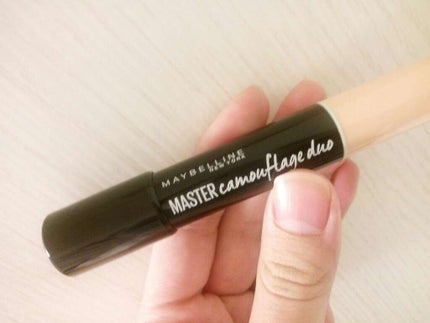 MAYBELLINE
NEW YORK
MASTER camouflage duo